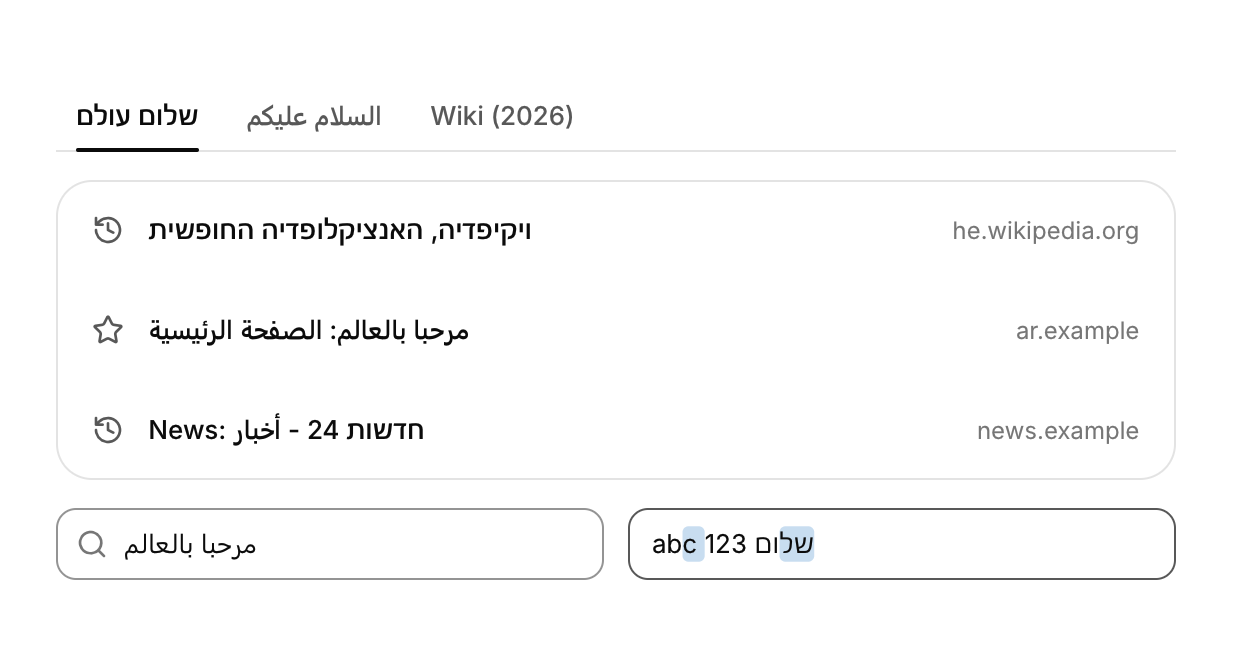 שלום עולם
السلام عليكم
Wiki (2026)
ויקיפדיה, האנציקלופדיה החופשית
he.wikipedia.org
مرحبا بالعالم: الصفحة الرئيسية
ar.example
News: חדשות 24 - أخبار
news.example
مرحبا بالعالم
abc שלום 123